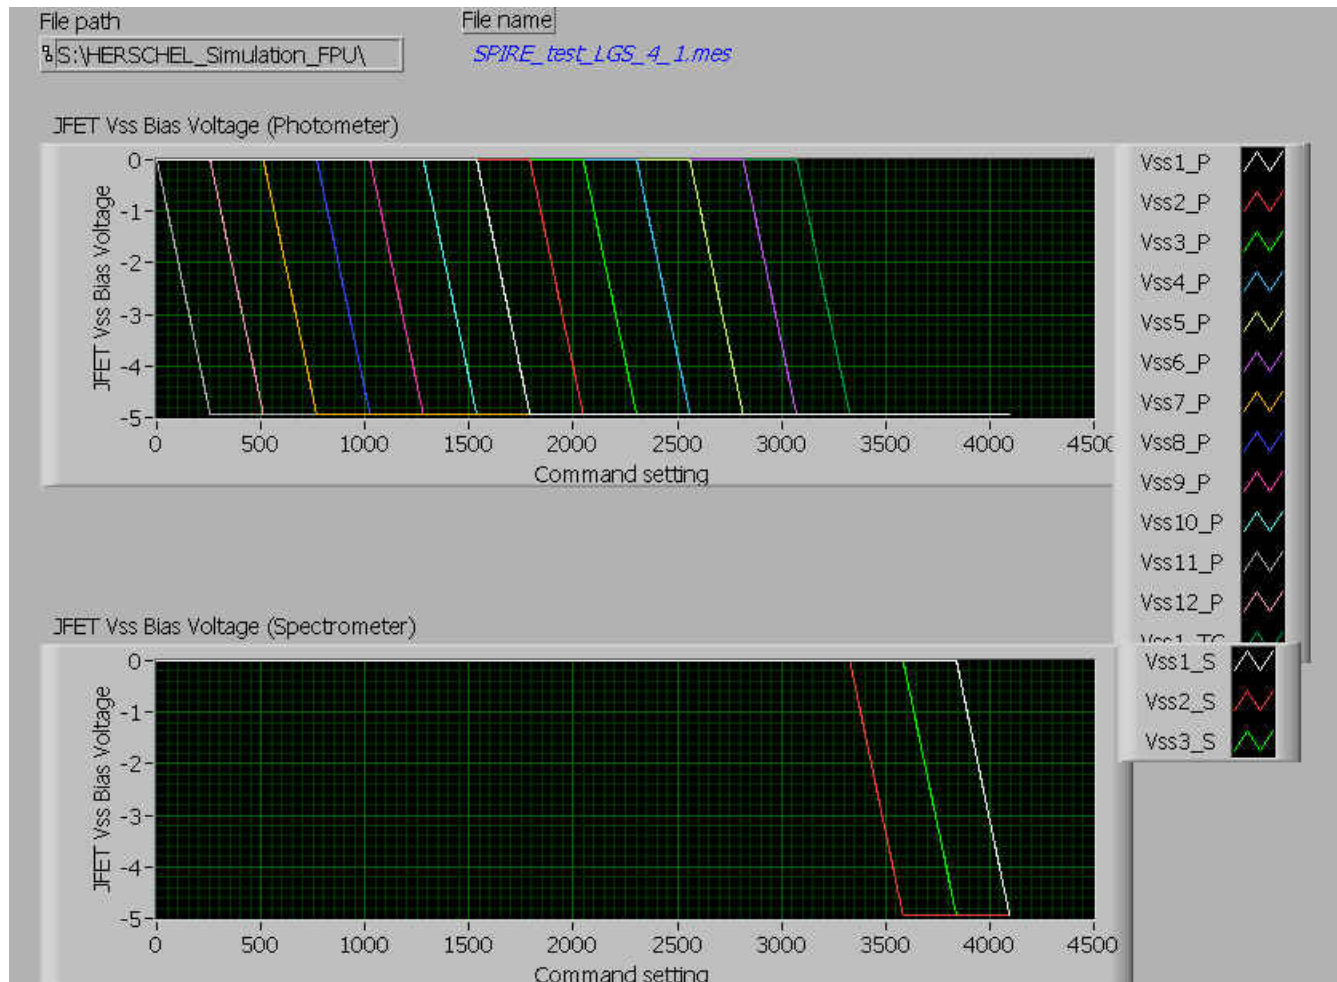 File path
File name
% S:\HERSCHEL_Simulation_FPU\
SPIRE_test_LGS_4_1.mes
JFET Vss Bias Voltage (Photometer)
JFET Vss Bias Voltage
0
-1
-2
-3
-4
-5
0 500 1000 1500 2000 2500 3000 3500 4000 4500
Command setting
Vss1_P
Vss2_P
Vss3_P
Vss4_P
Vss5_P
Vss6_P
Vss7_P
Vss8_P
Vss9_P
Vss10_P
Vss11_P
Vss12_P
Vss1_TC
JFET Vss Bias Voltage (Spectrometer)
JFET Vss Bias Voltage
0
-1
-2
-3
-4
-5
0 500 1000 1500 2000 2500 3000 3500 4000 4500
Command setting
Vss1_S
Vss2_S
Vss3_S